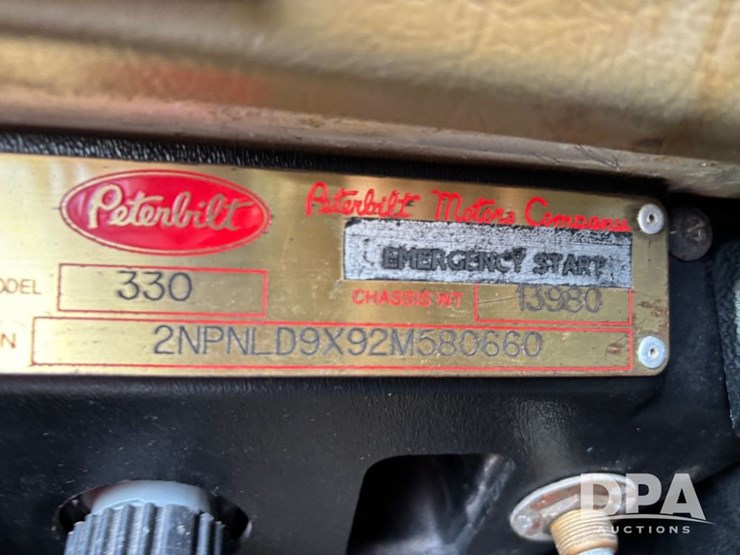 Peterbilt
Peterbilt Motors Company
EMERGENCY START
ODEL 330 CHASSIS WT 13980
N 2NPNLD9X92M580660
DPA
AUCTIONS